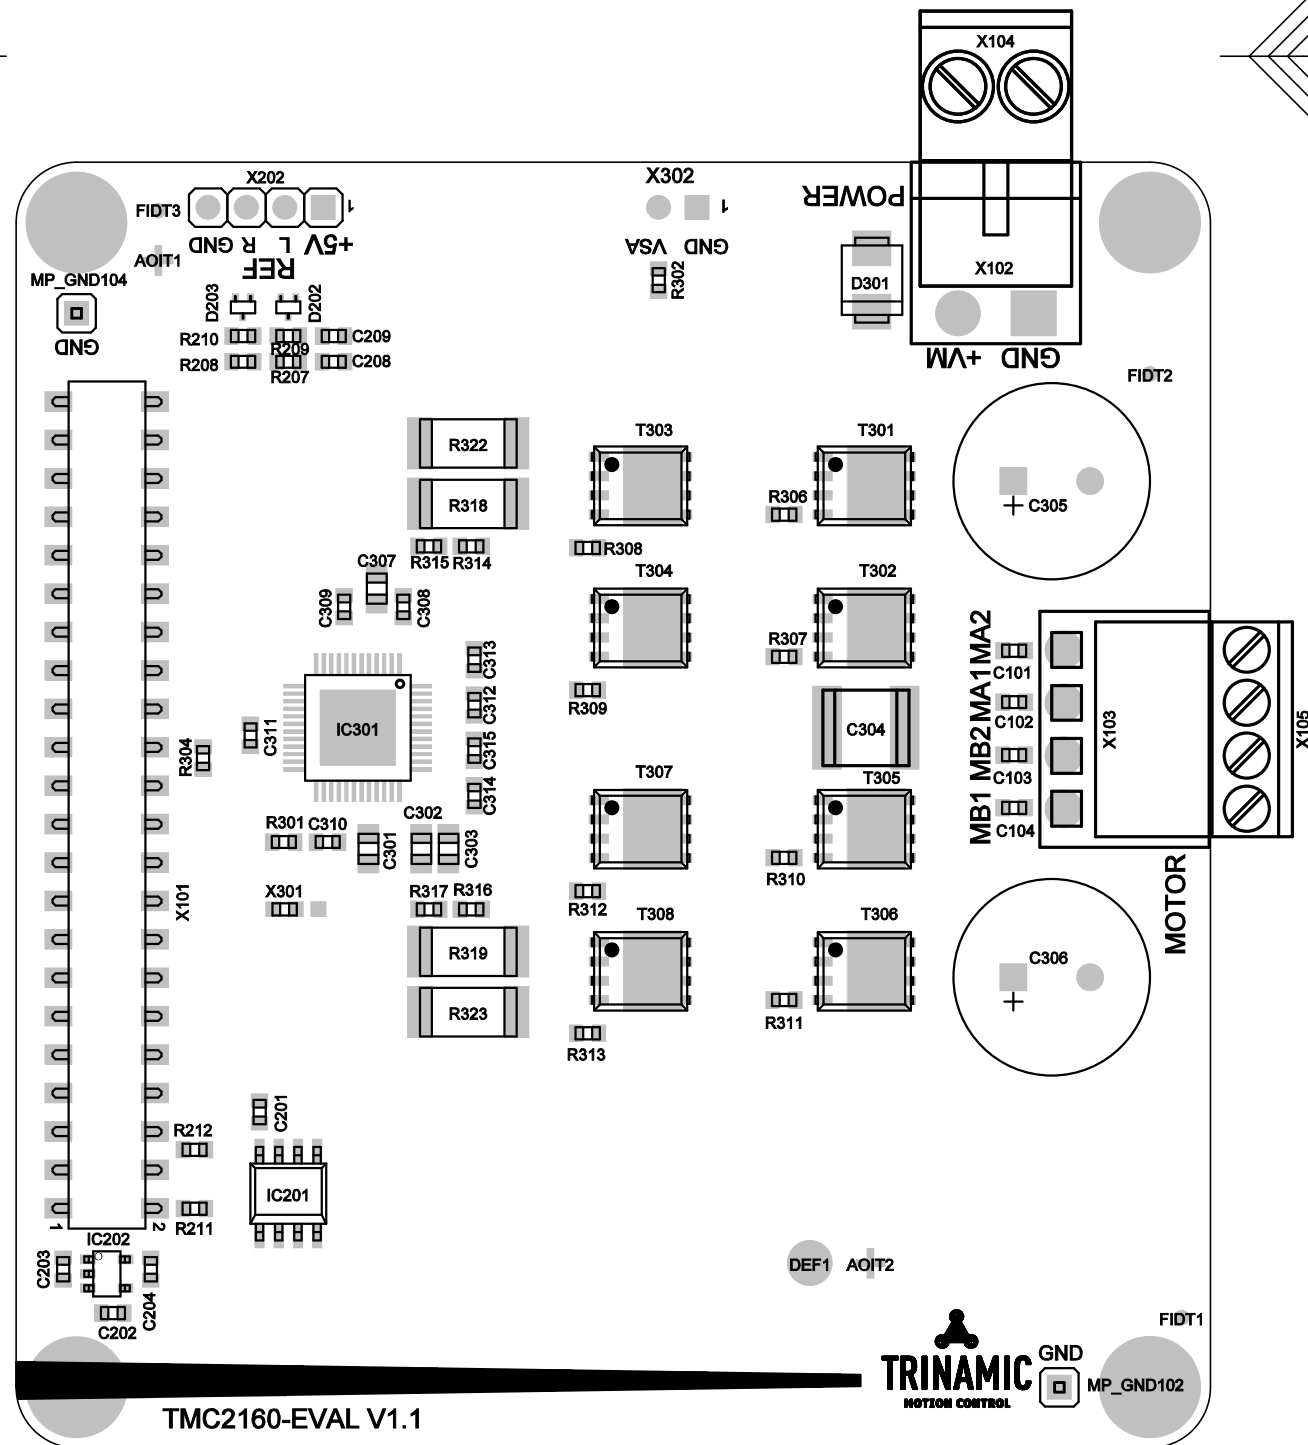 X104
X202
X302
FIDT3
1
1
POWER
GND R L +5V
VSA GND
AOIT1
REF
R302
X102
MP_GND104
D203
D202
D301
GND
R210
R209
C209
R208
R207
C208
+VM GND
FIDT2
R322
T303
T301
R318
R306
C305
R315
R314
R308
C307
T304
T302
C309
C308
R307
MA2
C313
C101
R309
MA1
C312
C304
C102
IC301
C311
R304
X103
X105
C315
MB2
T307
T305
C103
C314
MB1
R301
C310
C302
C301
C303
C104
R310
X301
X101
R317
R316
R312
MOTOR
T308
T306
R319
C306
R323
R311
R313
C201
R212
IC201
R211
1
2
IC202
C203
C204
C202
DEF1
AOIT2
FIDT1
TRINAMIC
MOTION CONTROL
GND
MP_GND102
TMC2160-EVAL V1.1